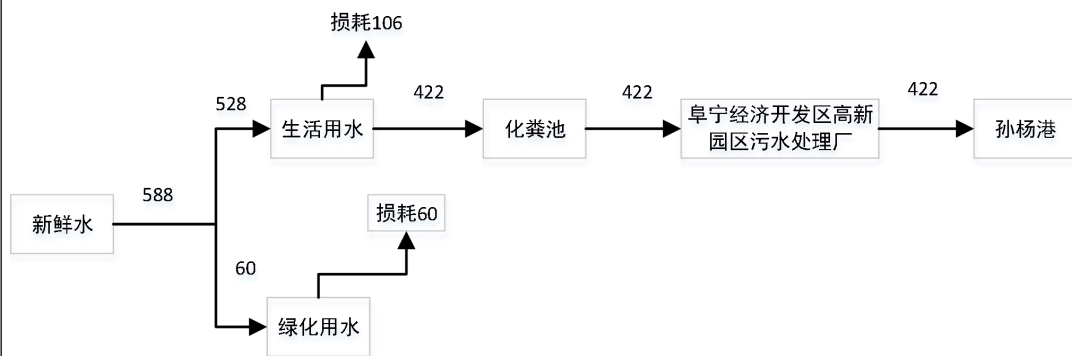 损耗106
528
422
422
422
生活用水
化粪池
阜宁经济开发区高新
园区污水处理厂
孙杨港
588
新鲜水
损耗60
60
绿化用水